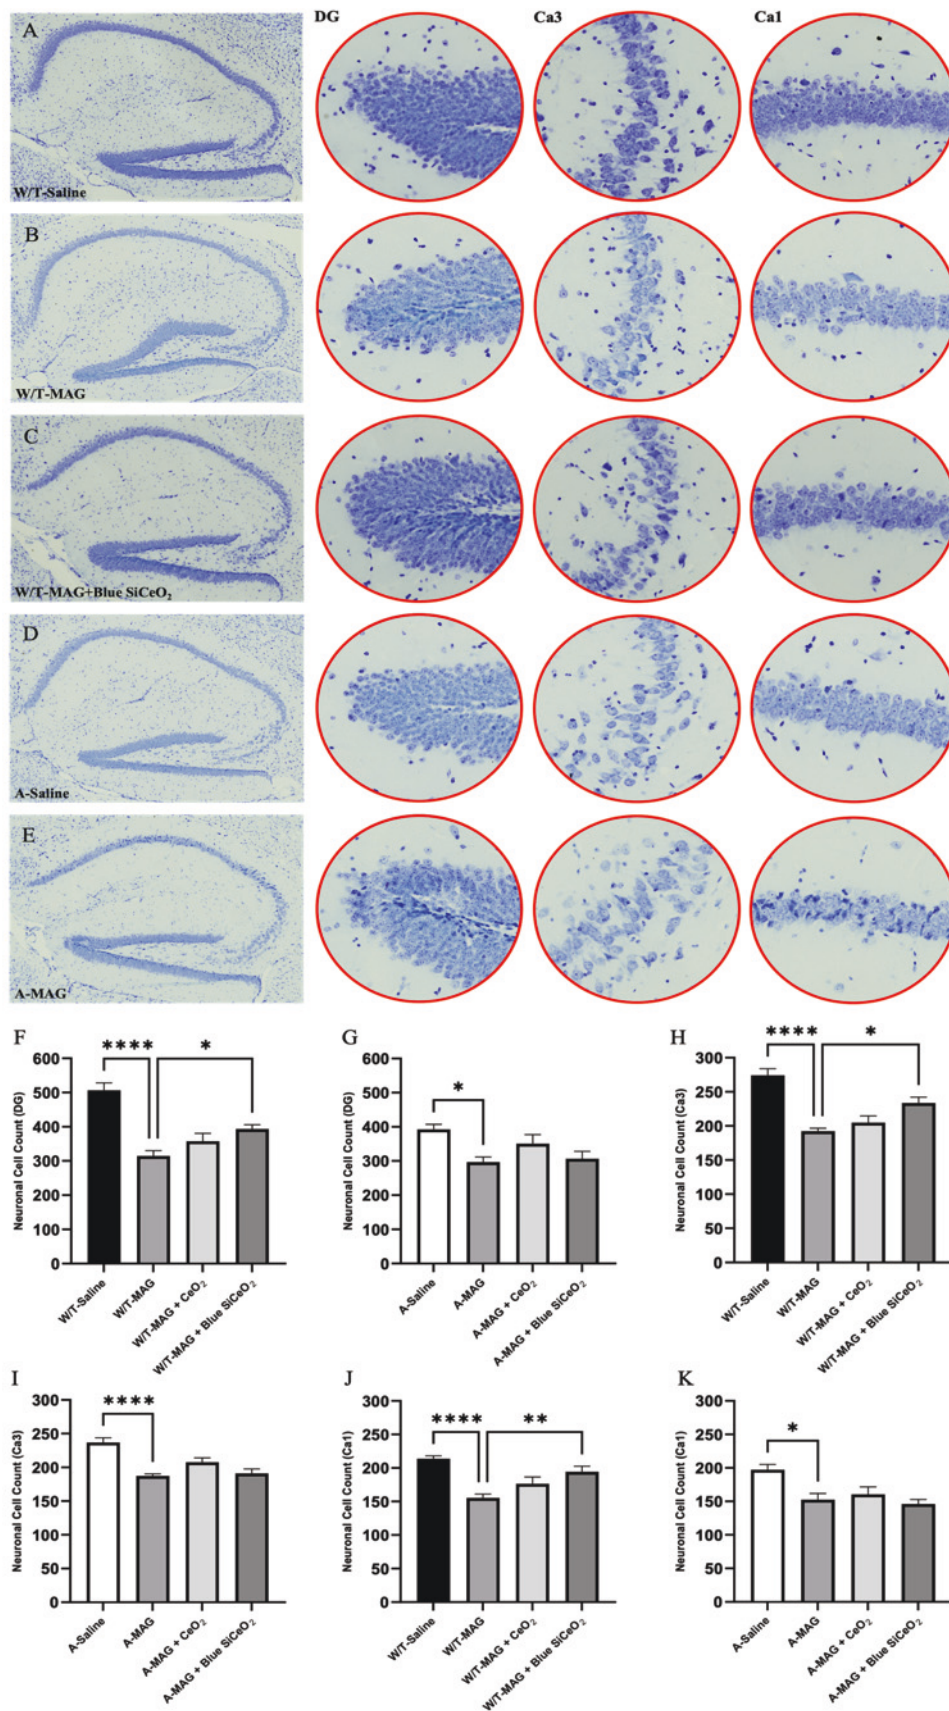 DG Ca3 Ca1
A
W/T-Saline
B
W/T-MAG
C
W/T-MAG+Blue SiCeO₂
D
A-Saline
E
A-MAG
F
**** *
Neuronal Cell Count (DG)
600
500
400
300
200
100
0
W/T-Saline
W/T-MAG
W/T-MAG + CeO₂
W/T-MAG + Blue SiCeO₂
G
*
Neuronal Cell Count (DG)
600
500
400
300
400
300
0
A-Saline
A-MAG
A-MAG + CeO₂
A-MAG + Blue SiCeO₂
H
**** *
Neuronal Cell Count (Ca3)
300
250
200
150
100
50
0
W/T-Saline
W/T-MAG
W/T-MAG + CeO₂
W/T-MAG + Blue SiCeO₂
I
****
Neuronal Cell Count (Ca3)
300
250
200
150
100
50
0
A-Saline
A-MAG
A-MAG + CeO₂
A-MAG + Blue SiCeO₂
J
**** **
Neuronal Cell Count (Ca1)
300
250
200
150
100
50
0
W/T-Saline
W/T-MAG
W/T-MAG + CeO₂
W/T-MAG + Blue SiCeO₂
K
*
Neuronal Cell Count (Ca1)
300
250
200
150
100
50
0
A-Saline
A-MAG
A-MAG + CeO₂
A-MAG + Blue SiCeO₂